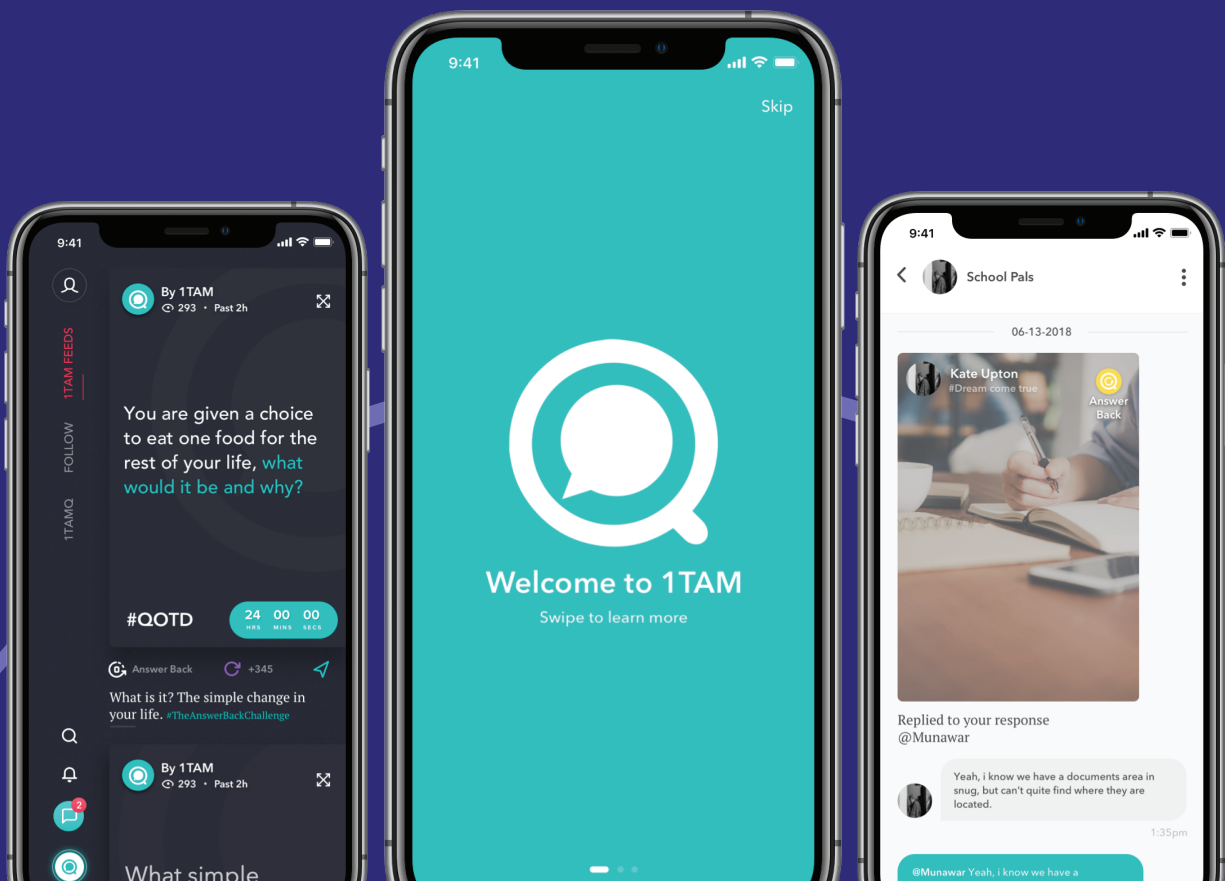 9:41
1TAM FEEDS
FOLLOW
1TAMQ
By 1TAM
293 · Past 2h
You are given a choice
to eat one food for the
rest of your life, what
would it be and why?
#QOTD
24 00 00
HRS MINS SECS
Answer Back
+345
What is it? The simple change in
your life. #TheAnswerBackChallenge
By 1TAM
293 · Past 2h
What simple
2
9:41
Skip
Welcome to 1TAM
Swipe to learn more
9:41
School Pals
06-13-2018
Kate Upton
#Dream come true
Answer
Back
Replied to your response
@Munawar
Yeah, i know we have a documents area in
snug, but can't quite find where they are
located.
1:35pm
@Munawar Yeah, i know we have a